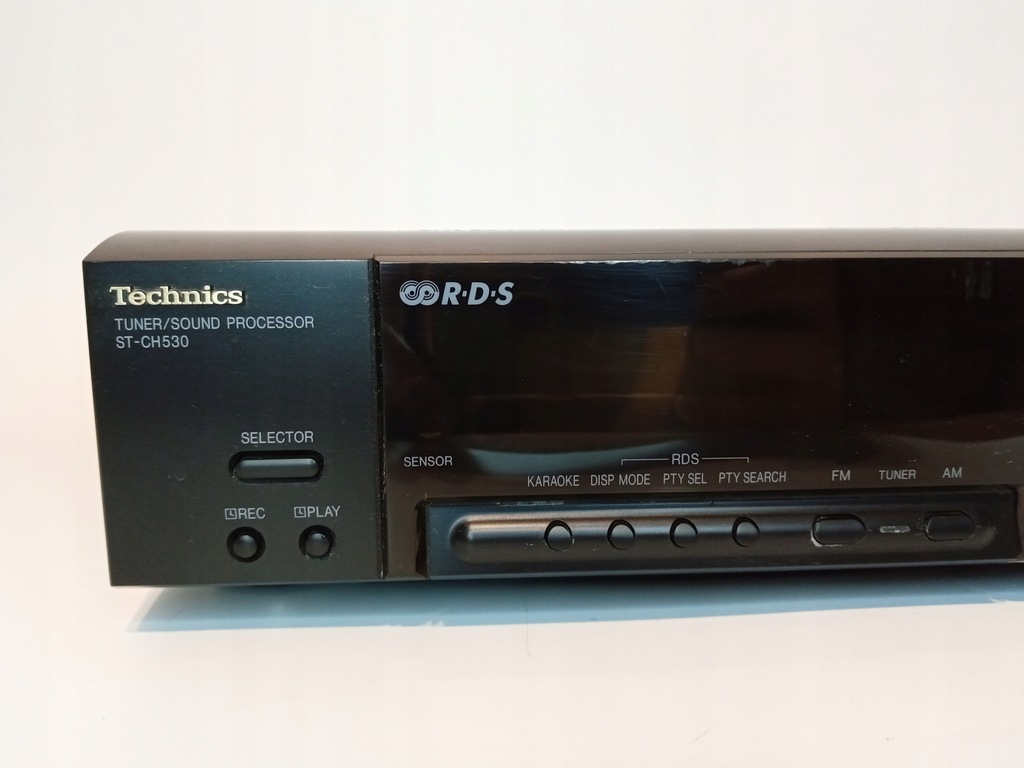 Technics
TUNER/SOUND PROCESSOR
ST-CH530
SELECTOR
REC PLAY
R·D·S
SENSOR
RDS
KARAOKE DISP MODE PTY SEL PTY SEARCH FM TUNER AM